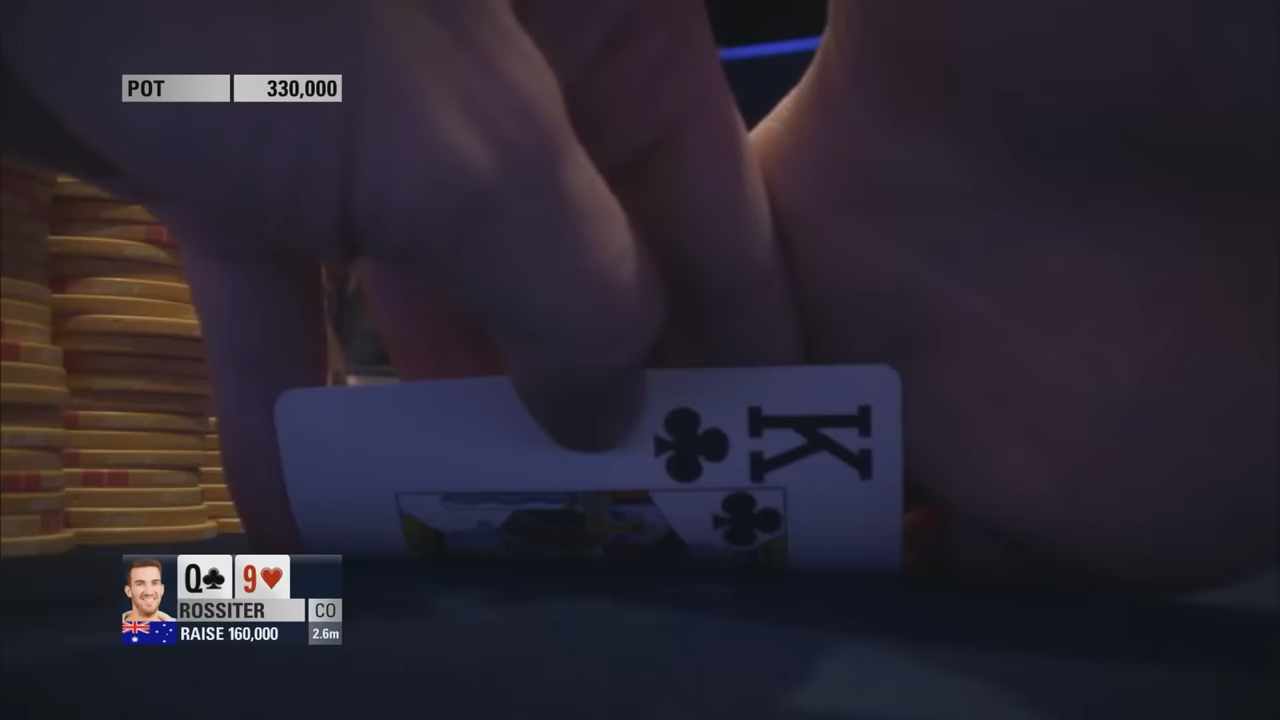 POT 330,000
K
Q 9
ROSSITER CO
RAISE 160,000 2.6m